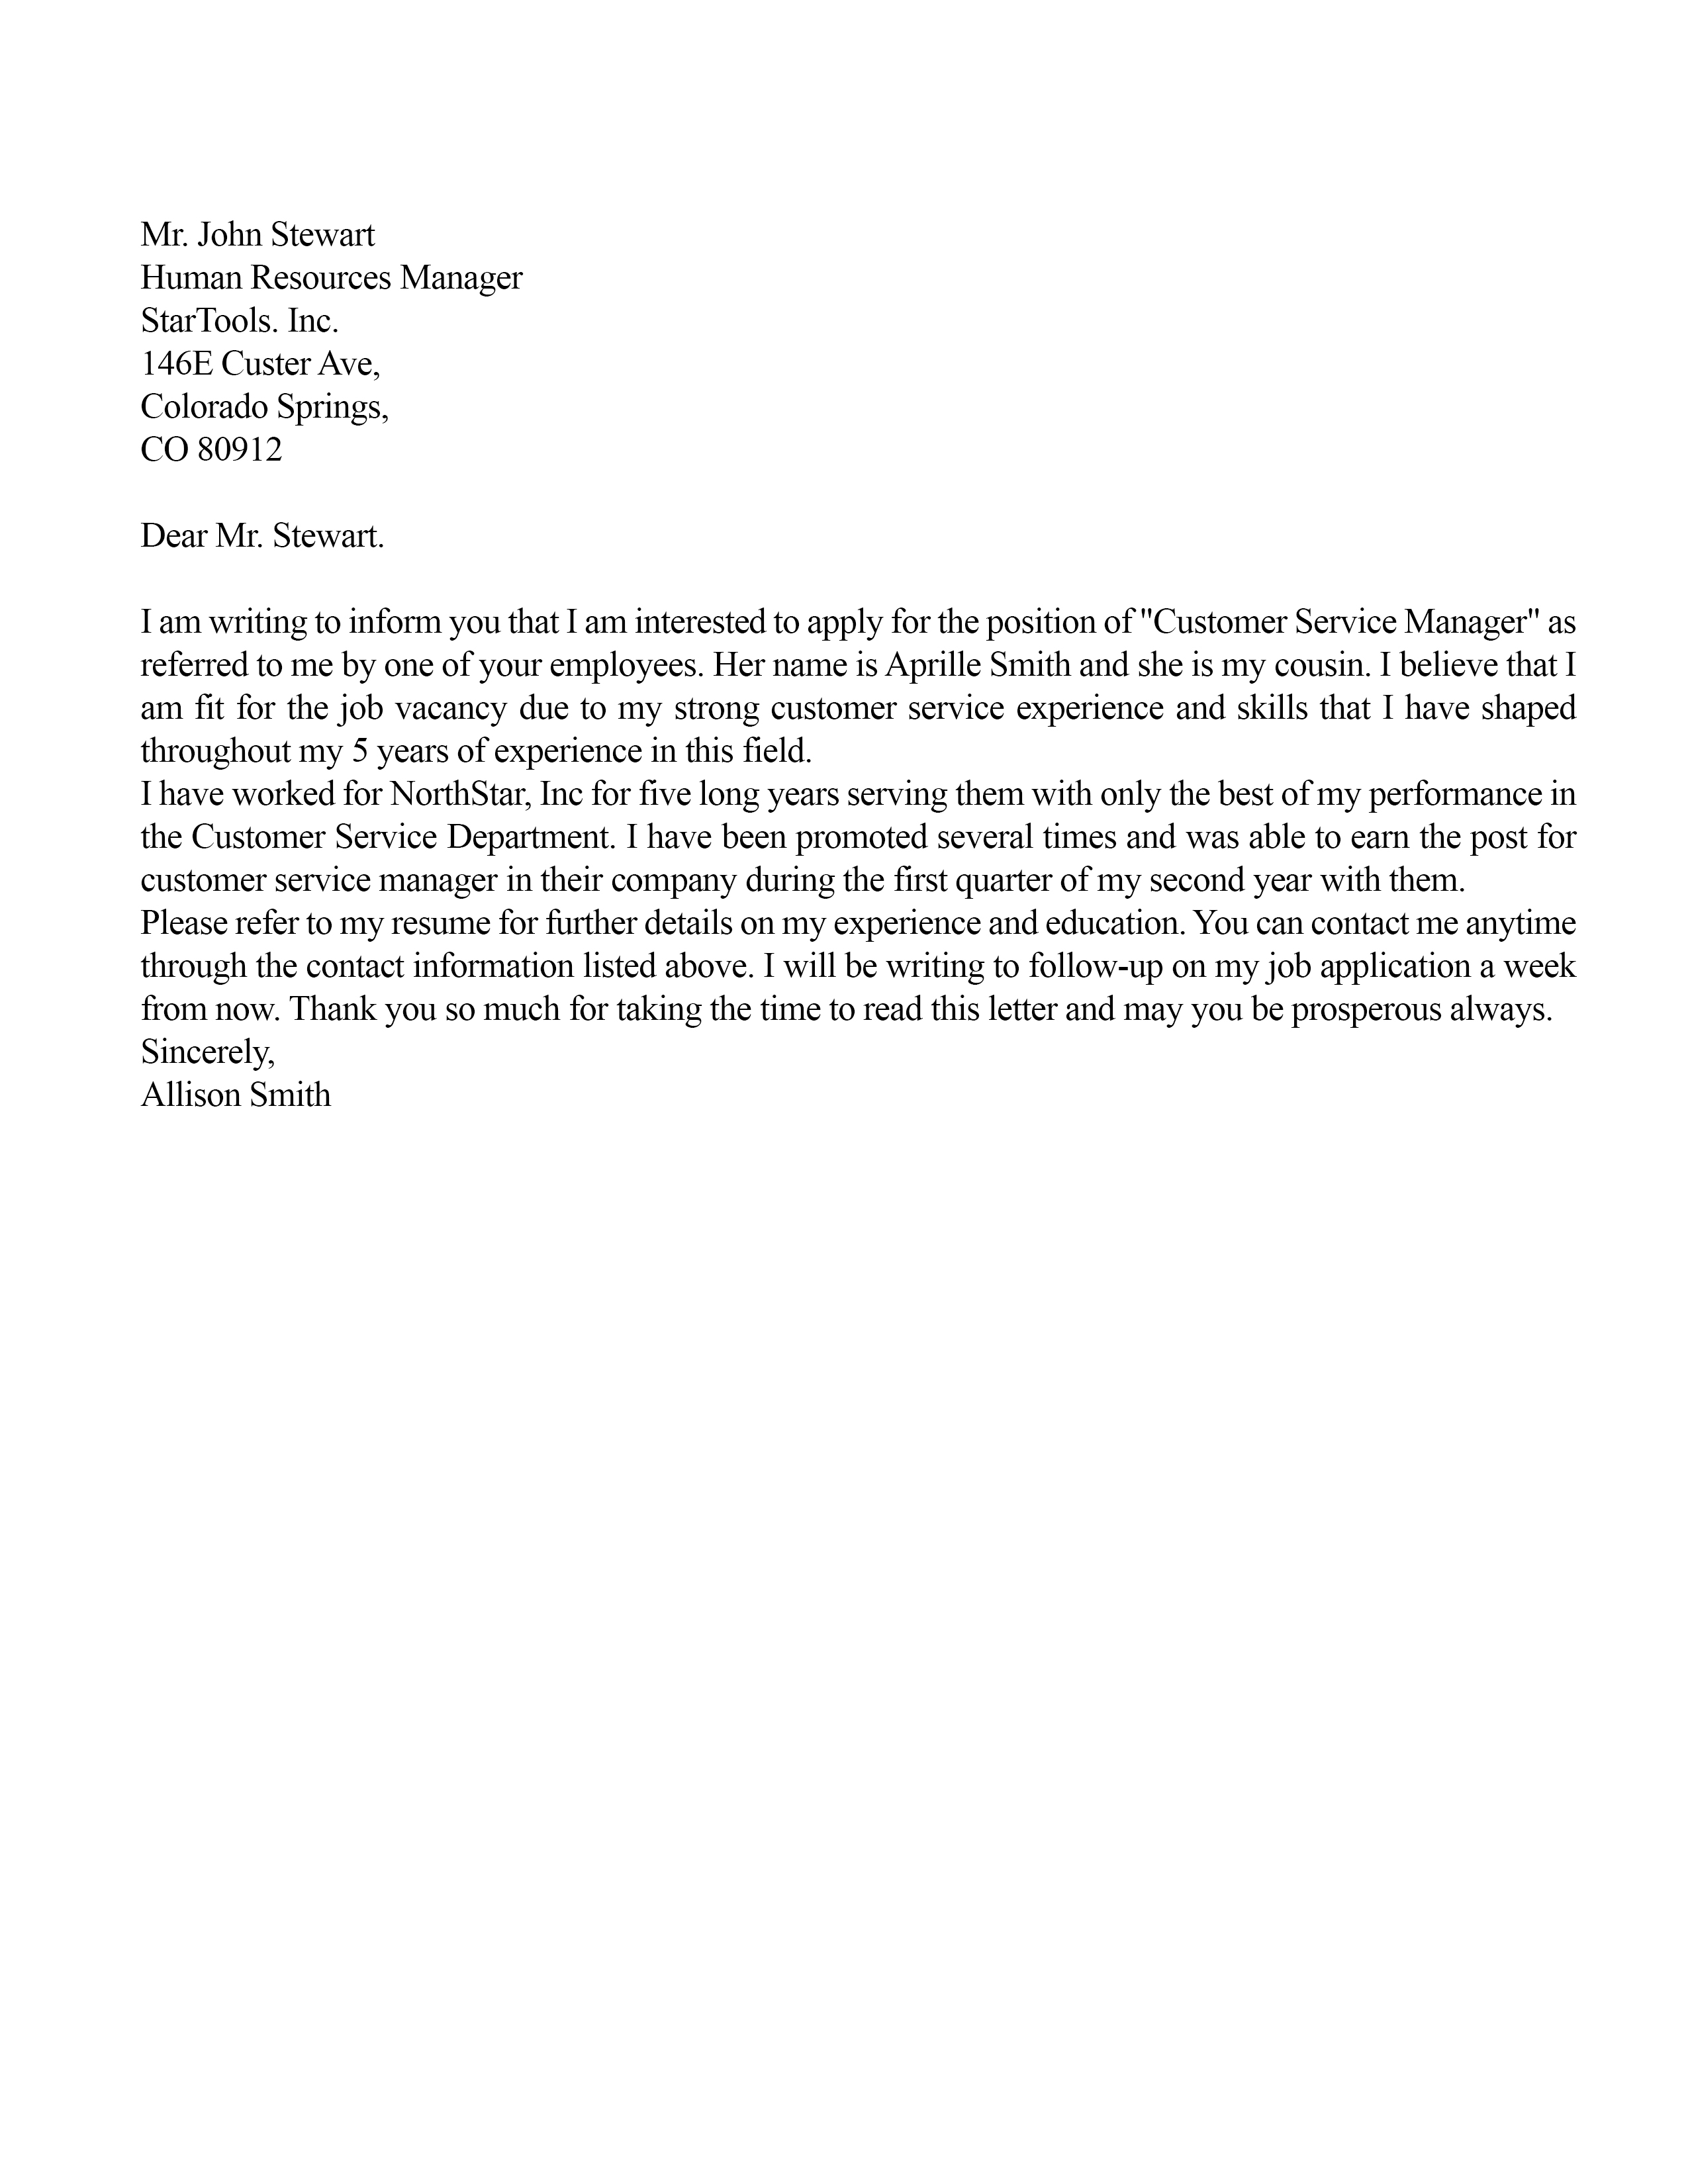 Mr. John Stewart
Human Resources Manager
StarTools. Inc.
146E Custer Ave,
Colorado Springs,
CO 80912
Dear Mr. Stewart.
I am writing to inform you that I am interested to apply for the position of "Customer Service Manager" as
referred to me by one of your employees. Her name is Aprille Smith and she is my cousin. I believe that I
am fit for the job vacancy due to my strong customer service experience and skills that I have shaped
throughout my 5 years of experience in this field.
I have worked for NorthStar, Inc for five long years serving them with only the best of my performance in
the Customer Service Department. I have been promoted several times and was able to earn the post for
customer service manager in their company during the first quarter of my second year with them.
Please refer to my resume for further details on my experience and education. You can contact me anytime
through the contact information listed above. I will be writing to follow-up on my job application a week
from now. Thank you so much for taking the time to read this letter and may you be prosperous always.
Sincerely,
Allison Smith